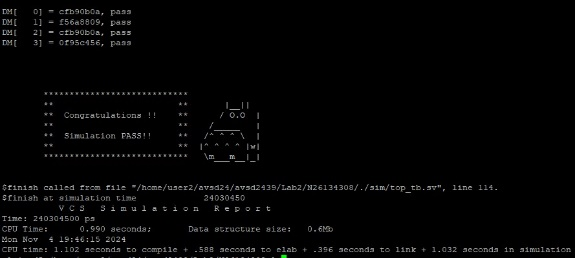 DM[   0] = cfb90b0a, pass
DM[   1] = f56a8809, pass
DM[   2] = cfb90b0a, pass
DM[   3] = 0f95c456, pass
****************************
**                        **       |__||
**  Congratulations !!    **      / O.O  |
**                        **    /_____   |
**  Simulation PASS!!     **   /^ ^ ^ \  |
**                        **  |^ ^ ^ ^ |w|
****************************   \m___m__|_|
$finish called from file "/home/user2/avsd24/avsd2439/Lab2/N26134308/./sim/top_tb.sv", line 114.
$finish at simulation time             24030450
V C S   S i m u l a t i o n   R e p o r t
Time: 240304500 ps
CPU Time:      0.990 seconds;       Data structure size:   0.6Mb
Mon Nov  4 19:46:15 2024
CPU time: 1.102 seconds to compile + .588 seconds to elab + .396 seconds to link + 1.032 seconds in simulation